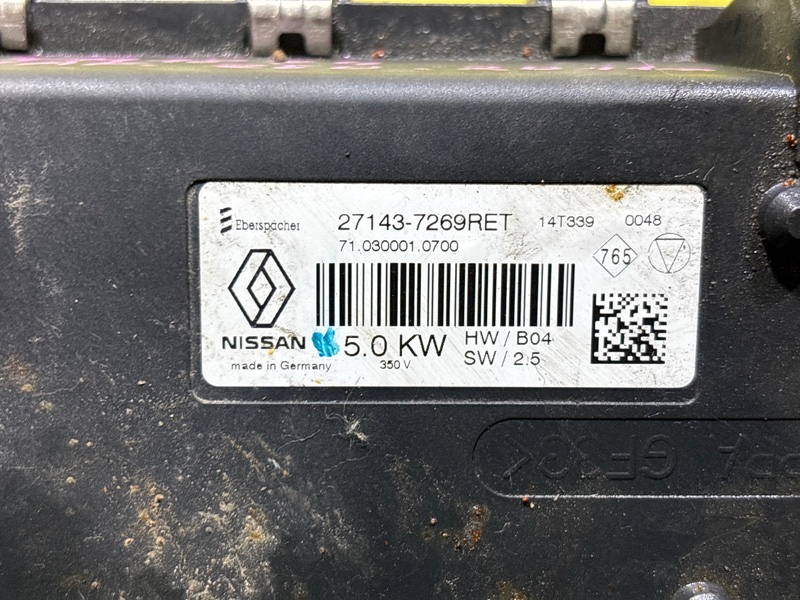 Eberspächer 27143-7269RET 14T339 0048
71.030001.0700
765
NISSAN 5.0 KW HW / B04
SW / 2.5
made in Germany 350 V